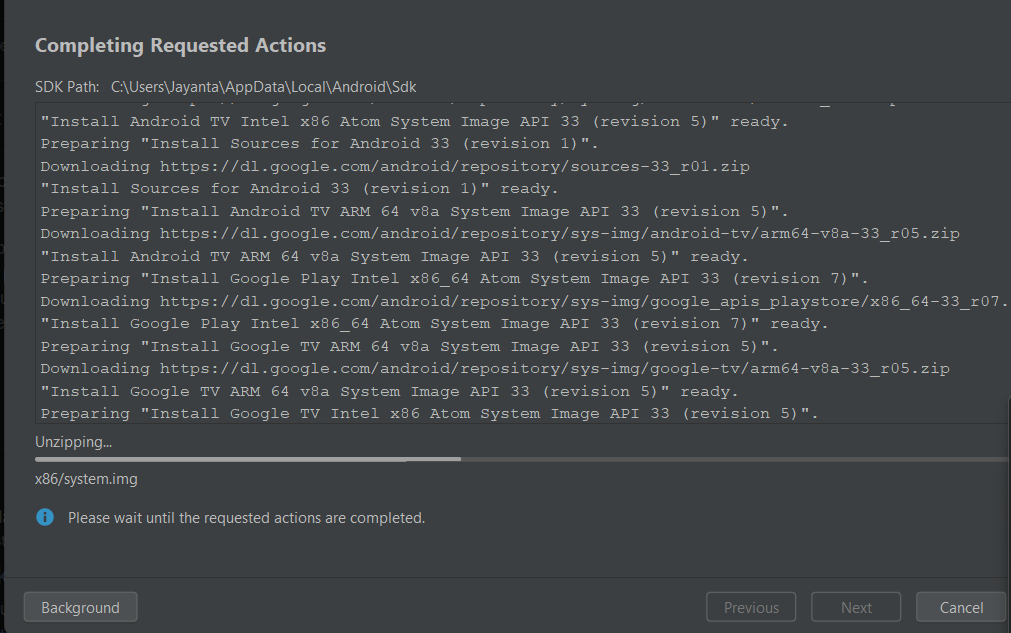 Completing Requested Actions
SDK Path: C:\Users\Jayanta\AppData\Local\Android\Sdk
"Install Android TV Intel x86 Atom System Image API 33 (revision 5)" ready.
Preparing "Install Sources for Android 33 (revision 1)".
Downloading https://dl.google.com/android/repository/sources-33_r01.zip
"Install Sources for Android 33 (revision 1)" ready.
Preparing "Install Android TV ARM 64 v8a System Image API 33 (revision 5)".
Downloading https://dl.google.com/android/repository/sys-img/android-tv/arm64-v8a-33_r05.zip
"Install Android TV ARM 64 v8a System Image API 33 (revision 5)" ready.
Preparing "Install Google Play Intel x86_64 Atom System Image API 33 (revision 7)".
Downloading https://dl.google.com/android/repository/sys-img/google_apis_playstore/x86_64-33_r07.
"Install Google Play Intel x86_64 Atom System Image API 33 (revision 7)" ready.
Preparing "Install Google TV ARM 64 v8a System Image API 33 (revision 5)".
Downloading https://dl.google.com/android/repository/sys-img/google-tv/arm64-v8a-33_r05.zip
"Install Google TV ARM 64 v8a System Image API 33 (revision 5)" ready.
Preparing "Install Google TV Intel x86 Atom System Image API 33 (revision 5)".
Unzipping...
x86/system.img
Please wait until the requested actions are completed.
Background Previous Next Cancel